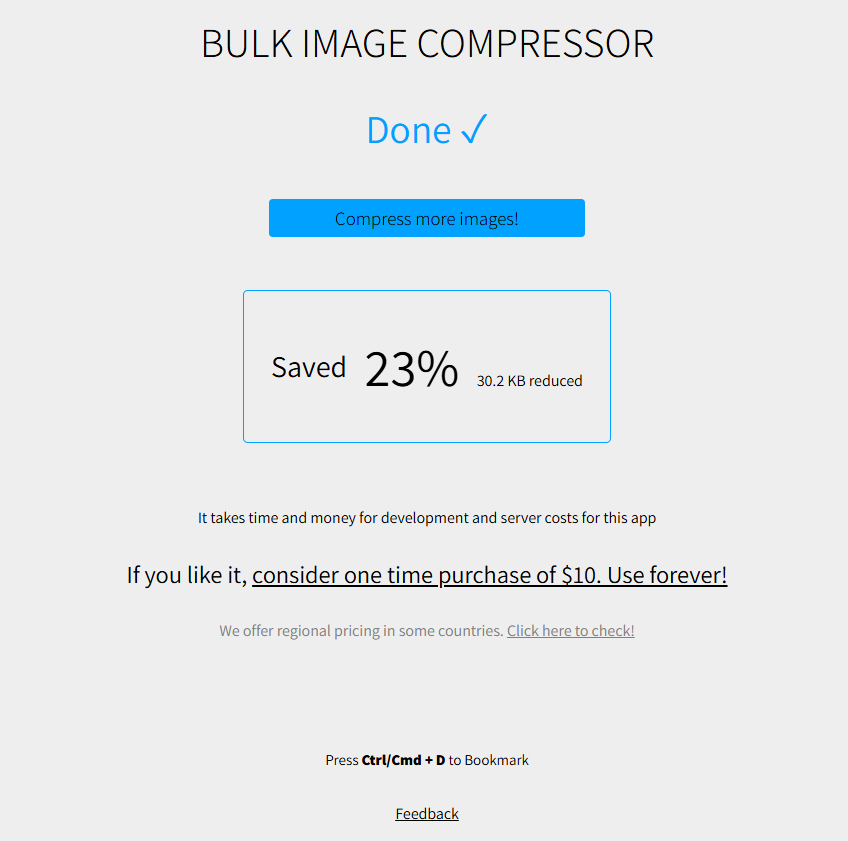 BULK IMAGE COMPRESSOR
Done ✓
Compress more images!
Saved 23% 30.2 KB reduced
It takes time and money for development and server costs for this app
If you like it, consider one time purchase of $10. Use forever!
We offer regional pricing in some countries. Click here to check!
Press Ctrl/Cmd + D to Bookmark
Feedback